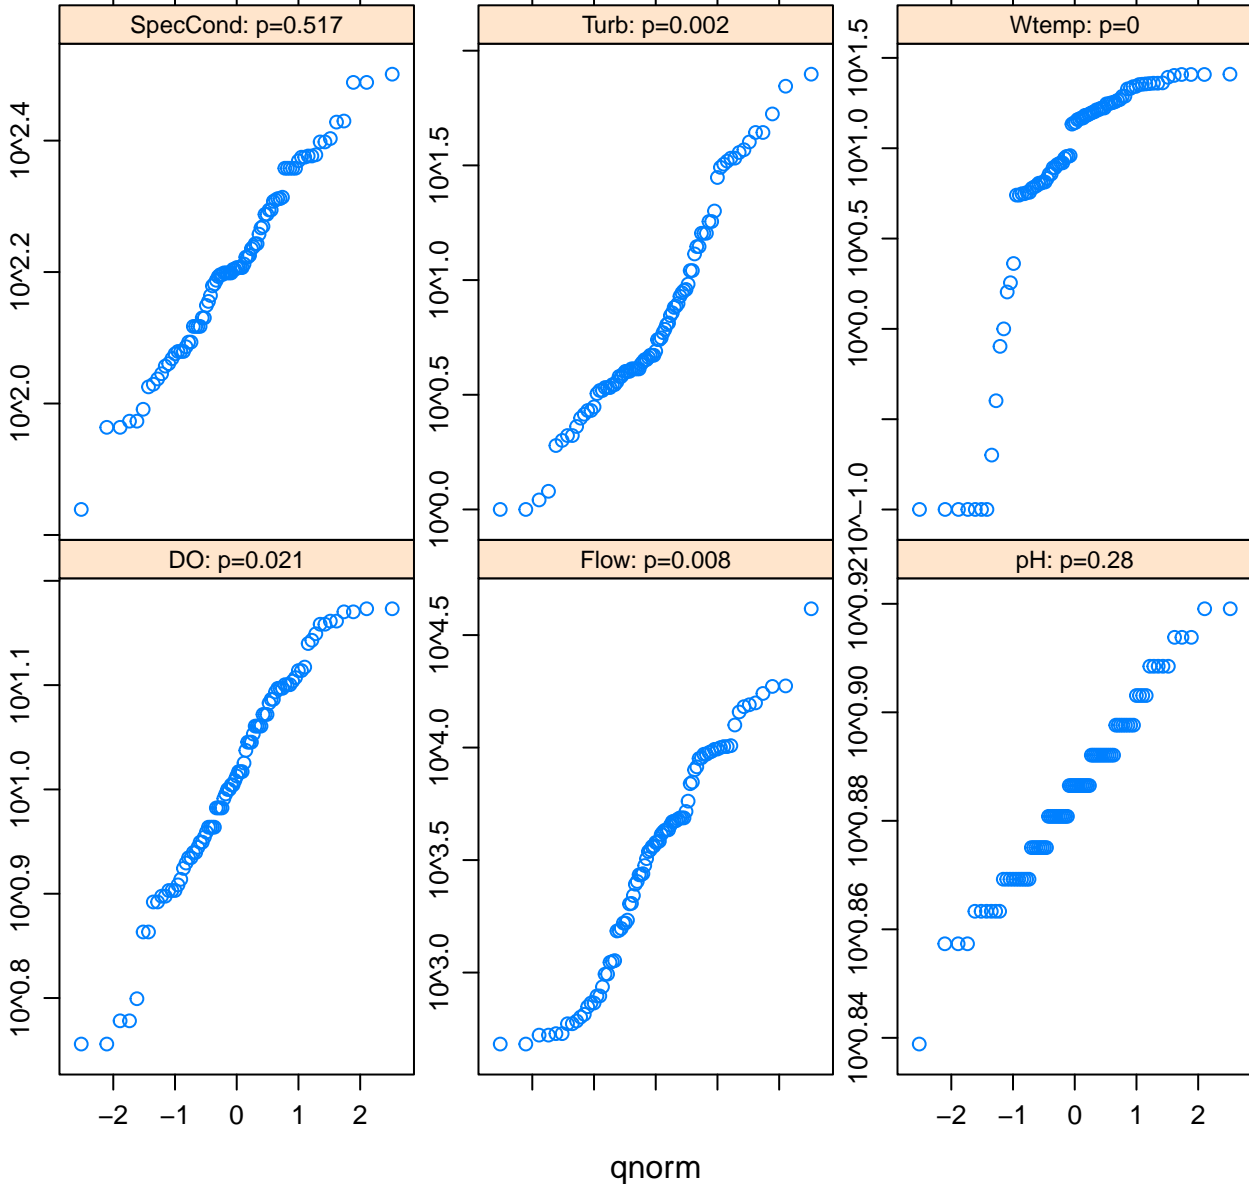 SpecCond: p=0.517
Turb: p=0.002
Wtemp: p=0
10^2.4
10^2.2
10^2.0
10^1.5
10^1.0
10^0.5
10^0.0
10^1.5
10^1.0
10^0.5
10^0.0
10^−1.0
DO: p=0.021
Flow: p=0.008
pH: p=0.28
10^1.1
10^1.0
10^0.9
10^0.8
10^4.5
10^4.0
10^3.5
10^3.0
10^0.92
10^0.90
10^0.88
10^0.86
10^0.84
−2 −1 0 1 2
−2 −1 0 1 2
qnorm